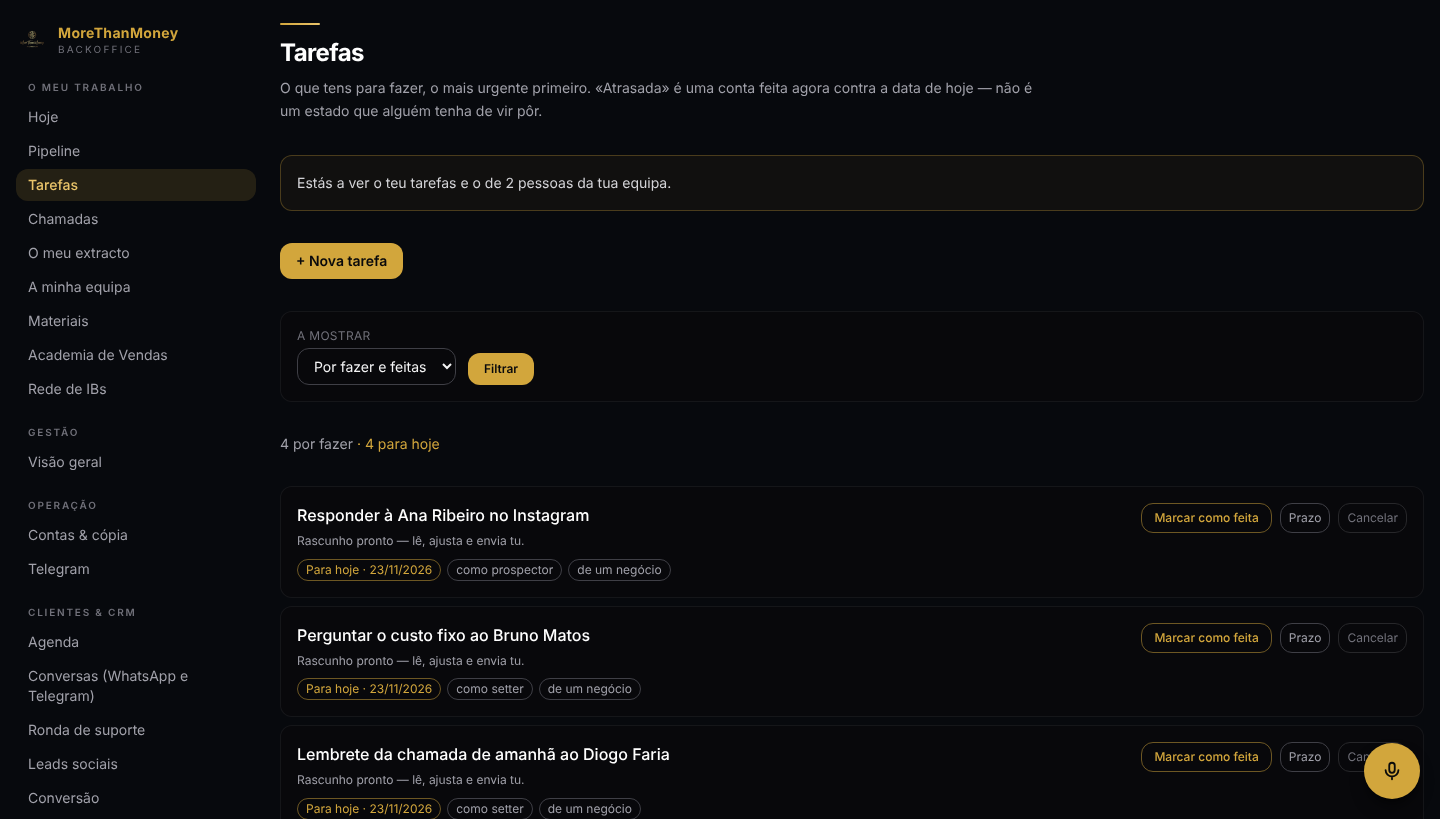 MoreThanMoney
BACKOFFICE
O MEU TRABALHO
Hoje
Pipeline
Tarefas
Chamadas
O meu extracto
A minha equipa
Materiais
Academia de Vendas
Rede de IBs
GESTÃO
Visão geral
OPERAÇÃO
Contas & cópia
Telegram
CLIENTES & CRM
Agenda
Conversas (WhatsApp e
Telegram)
Ronda de suporte
Leads sociais
Conversão
Tarefas
O que tens para fazer, o mais urgente primeiro. «Atrasada» é uma conta feita agora contra a data de hoje — não é
um estado que alguém tenha de vir pôr.
Estás a ver o teu tarefas e o de 2 pessoas da tua equipa.
+ Nova tarefa
A MOSTRAR
Por fazer e feitas
Filtrar
4 por fazer · 4 para hoje
Responder à Ana Ribeiro no Instagram
Marcar como feita
Prazo
Cancelar
Rascunho pronto — lê, ajusta e envia tu.
Para hoje · 23/11/2026
como prospector
de um negócio
Perguntar o custo fixo ao Bruno Matos
Marcar como feita
Prazo
Cancelar
Rascunho pronto — lê, ajusta e envia tu.
Para hoje · 23/11/2026
como setter
de um negócio
Lembrete da chamada de amanhã ao Diogo Faria
Marcar como feita
Prazo
Rascunho pronto — lê, ajusta e envia tu.
Para hoje · 23/11/2026
como setter
de um negócio